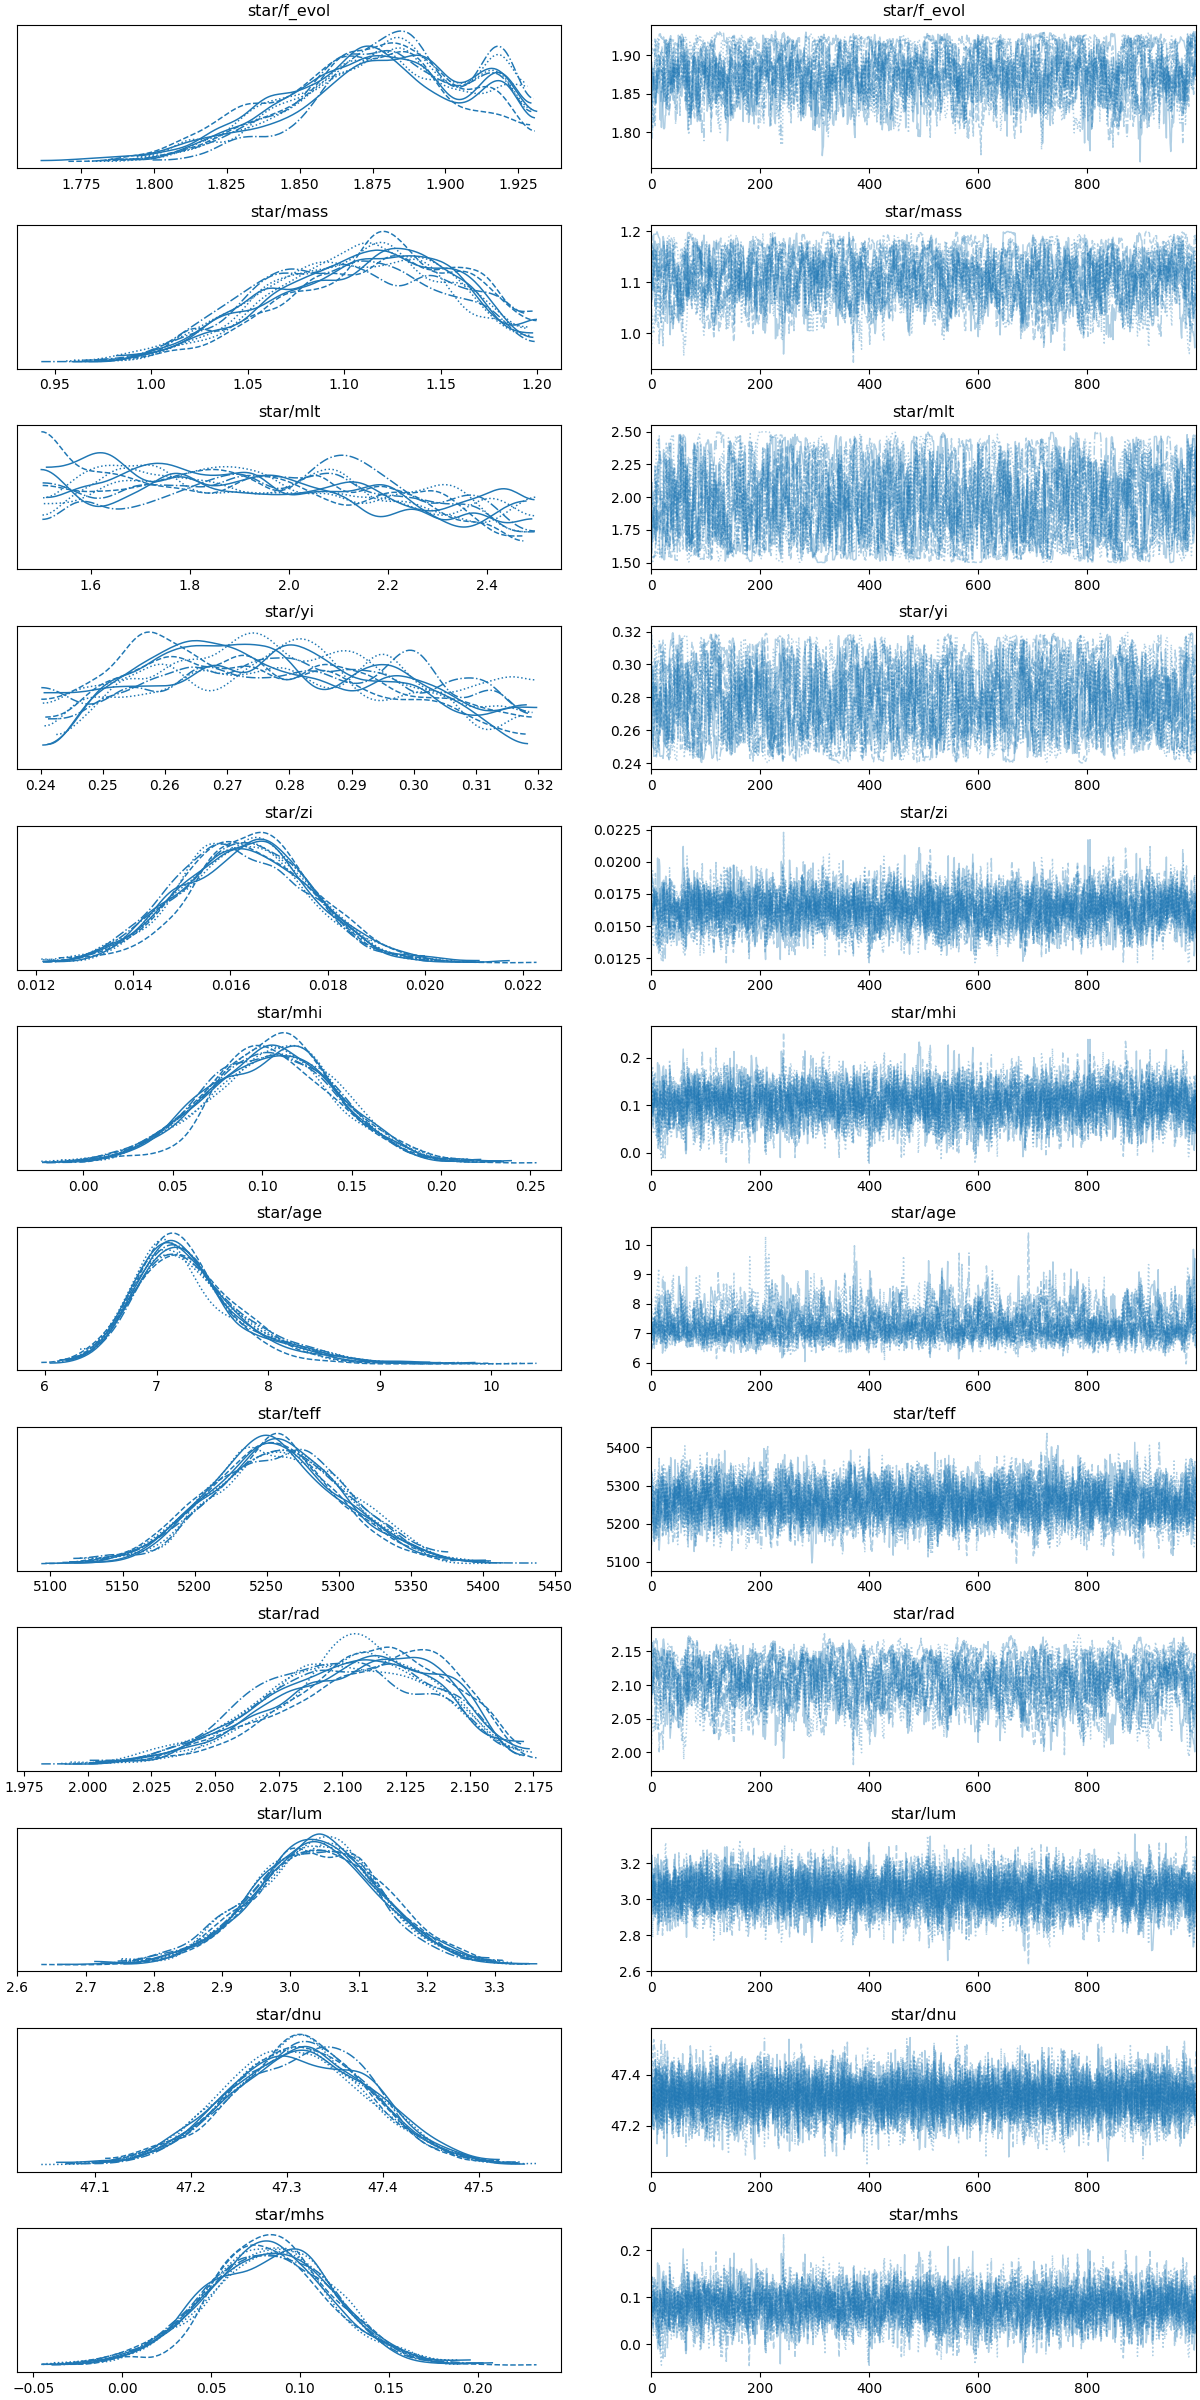 star/f_evol star/f_evol
1.90
1.85
1.80
1.775 1.800 1.825 1.850 1.875 1.900 1.925 0 200 400 600 800
star/mass star/mass
1.2
1.1
1.0
0.95 1.00 1.05 1.10 1.15 1.20 0 200 400 600 800
star/mlt star/mlt
2.50
2.25
2.00
1.75
1.50
1.6 1.8 2.0 2.2 2.4 0 200 400 600 800
star/yi star/yi
0.32
0.30
0.28
0.26
0.24
0.24 0.25 0.26 0.27 0.28 0.29 0.30 0.31 0.32 0 200 400 600 800
star/zi star/zi
0.0225
0.0200
0.0175
0.0150
0.0125
0.012 0.014 0.016 0.018 0.020 0.022 0 200 400 600 800
star/mhi star/mhi
0.2
0.1
0.0
0.00 0.05 0.10 0.15 0.20 0.25 0 200 400 600 800
star/age star/age
10
9
8
7
6
6 7 8 9 10 0 200 400 600 800
star/teff star/teff
5400
5300
5200
5100
5100 5150 5200 5250 5300 5350 5400 5450 0 200 400 600 800
star/rad star/rad
2.15
2.10
2.05
2.00
1.975 2.000 2.025 2.050 2.075 2.100 2.125 2.150 2.175 0 200 400 600 800
star/lum star/lum
3.2
3.0
2.8
2.6
2.6 2.7 2.8 2.9 3.0 3.1 3.2 3.3 0 200 400 600 800
star/dnu star/dnu
47.4
47.2
47.1 47.2 47.3 47.4 47.5 0 200 400 600 800
star/mhs star/mhs
0.2
0.1
0.0
−0.05 0.00 0.05 0.10 0.15 0.20 0 200 400 600 800